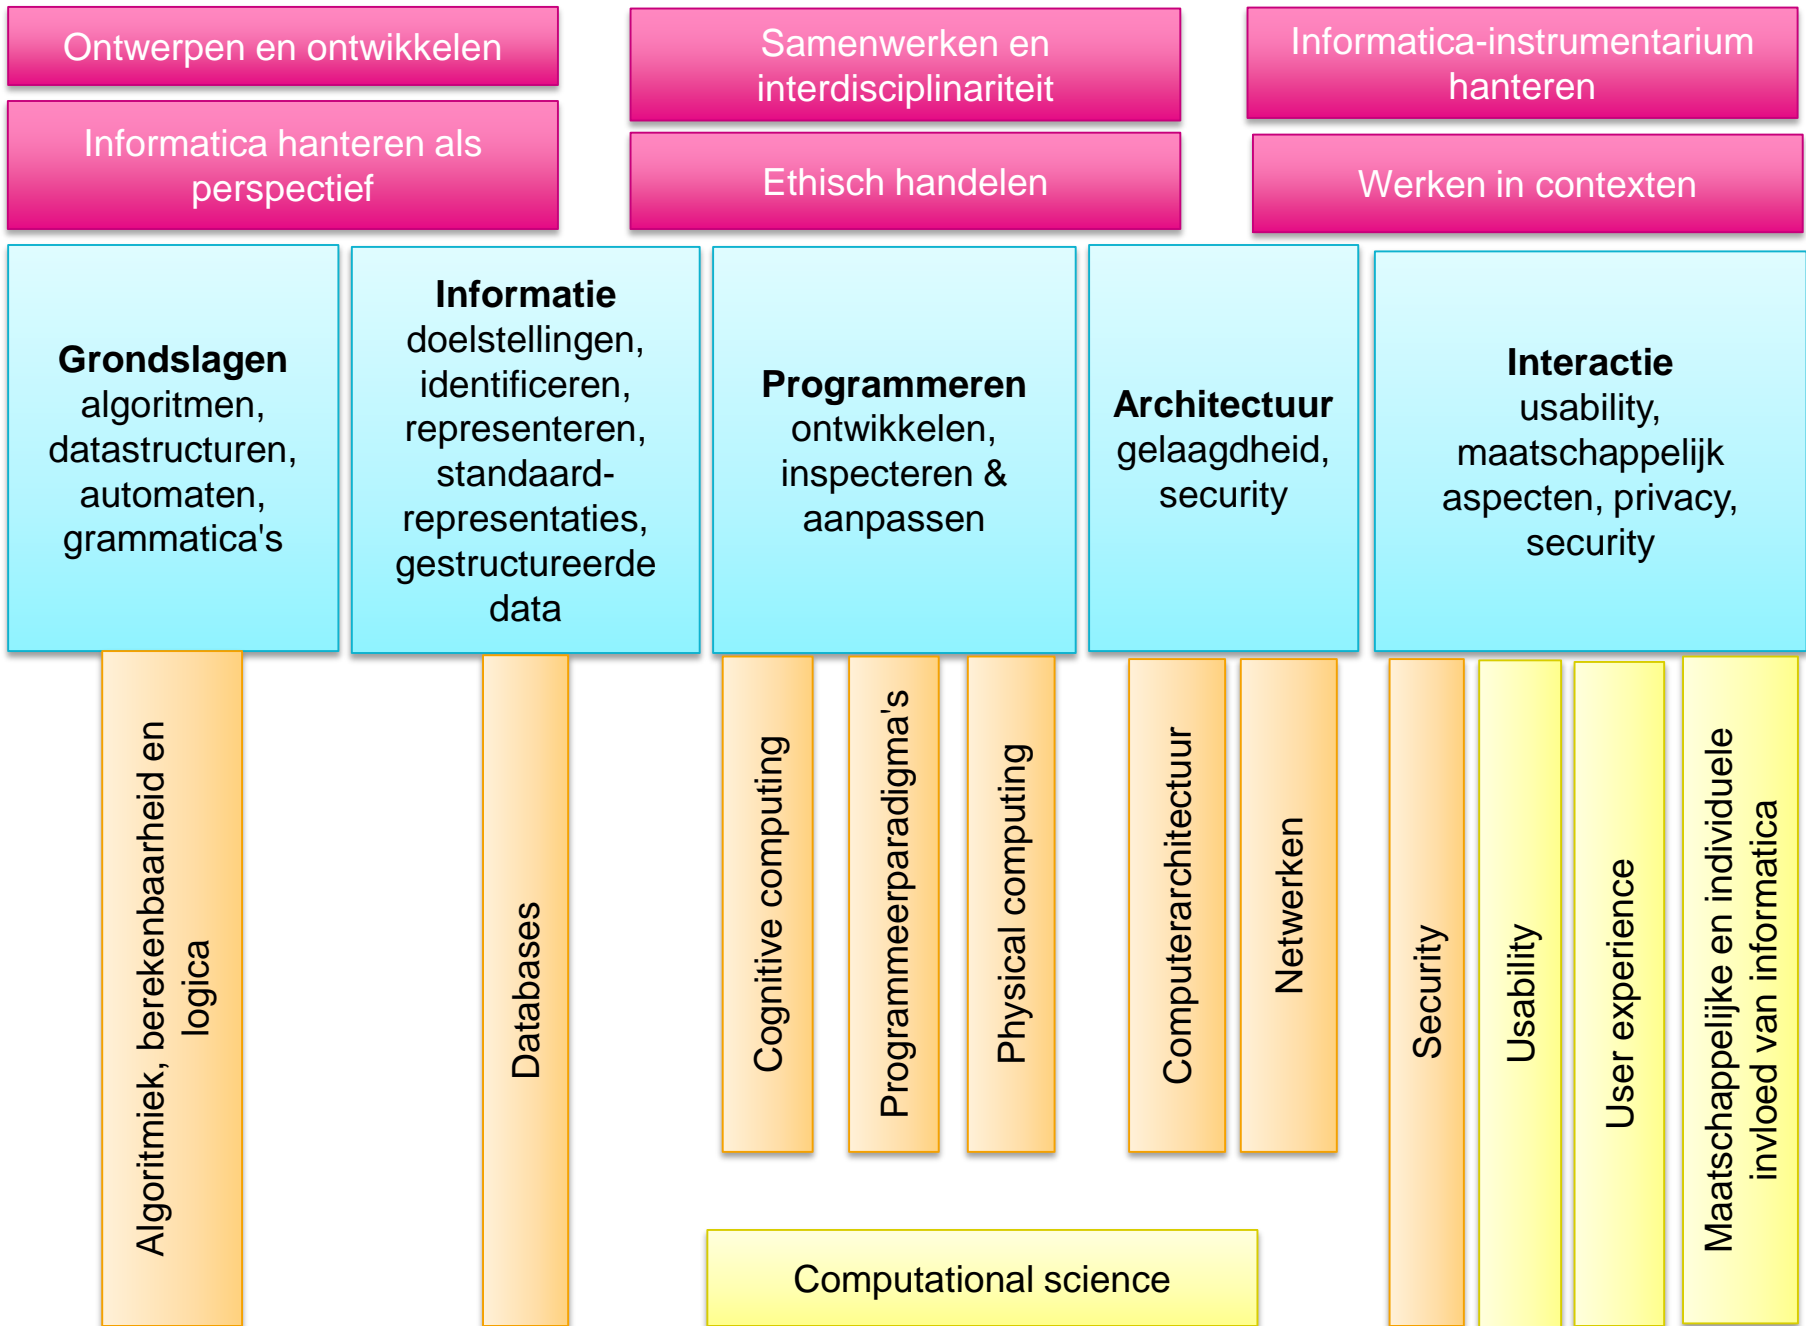 Ontwerpen en ontwikkelen
Informatica hanteren als
perspectief
Samenwerken en
interdisciplinariteit
Ethisch handelen
Informatica-instrumentarium
hanteren
Werken in contexten
Grondslagen
algoritmen,
datastructuren,
automaten,
grammatica's
Informatie
doelstellingen,
identificeren,
representeren,
standaard-
representaties,
gestructureerde
data
Programmeren
ontwikkelen,
inspecteren &
aanpassen
Architectuur
gelaagdheid,
security
Interactie
usability,
maatschappelijk
aspecten, privacy,
security
Algoritmiek, berekenbaarheid en
logica
Databases
Cognitive computing
Programmeerparadigma's
Physical computing
Computerarchitectuur
Netwerken
Security
Usability
User experience
Maatschappelijke en individuele
invloed van informatica
Computational science